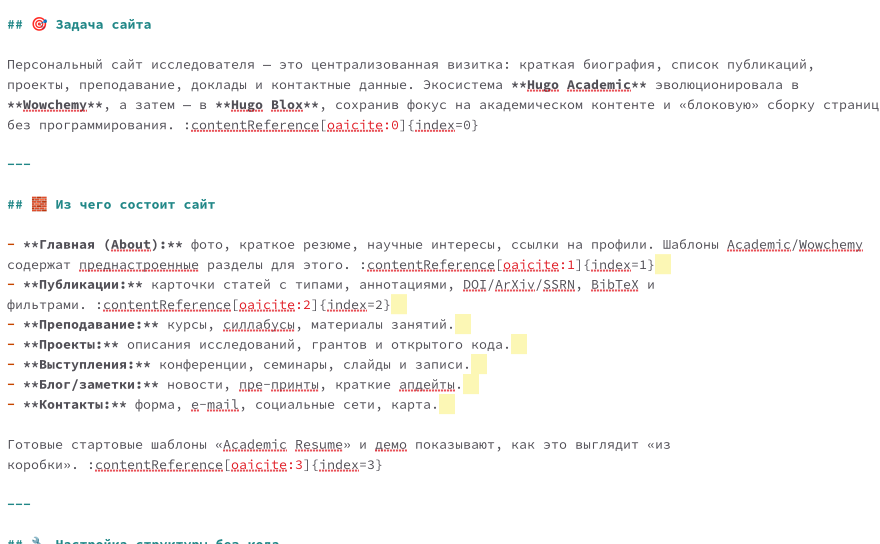 ## 🎯 Задача сайта
Персональный сайт исследователя — это централизованная визитка: краткая биография, список публикаций,
проекты, преподавание, доклады и контактные данные. Экосистема **Hugo Academic** эволюционировала в
**Wowchemy**, а затем — в **Hugo Blox**, сохранив фокус на академическом контенте и «блоковую» сборку страниц
без программирования. :contentReference[oaicite:0]{index=0}
---
## 🧱 Из чего состоит сайт
- **Главная (About):** фото, краткое резюме, научные интересы, ссылки на профили. Шаблоны Academic/Wowchemy
содержат преднастроенные разделы для этого. :contentReference[oaicite:1]{index=1}
- **Публикации:** карточки статей с типами, аннотациями, DOI/ArXiv/SSRN, BibTeX и
фильтрами. :contentReference[oaicite:2]{index=2}
- **Преподавание:** курсы, силлабусы, материалы занятий.
- **Проекты:** описания исследований, грантов и открытого кода.
- **Выступления:** конференции, семинары, слайды и записи.
- **Блог/заметки:** новости, пре-принты, краткие апдейты.
- **Контакты:** форма, e-mail, социальные сети, карта.
Готовые стартовые шаблоны «Academic Resume» и демо показывают, как это выглядит «из
коробки». :contentReference[oaicite:3]{index=3}
---
## 🔧 Настройка структуры без кода